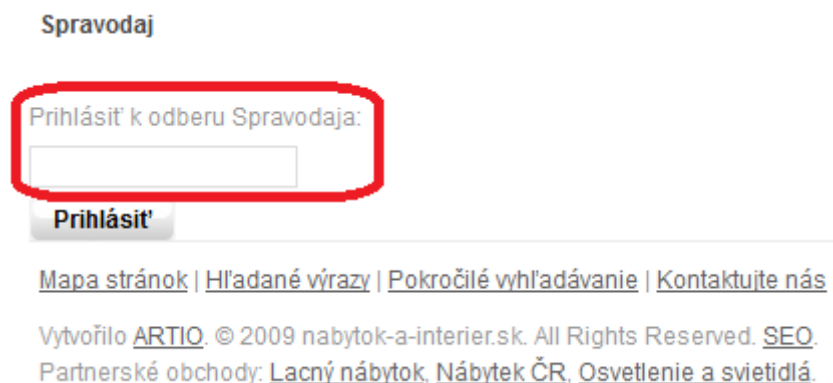 Spravodaj
Prihlásiť k odberu Spravodaja:
Prihlásiť
Mapa stránok | Hľadané výrazy | Pokročilé vyhľadávanie | Kontaktujte nás
Vytvořilo ARTIO. © 2009 nabytok-a-interier.sk. All Rights Reserved. SEO.
Partnerské obchody: Lacný nábytok, Nábytek ČR, Osvetlenie a svietidlá.